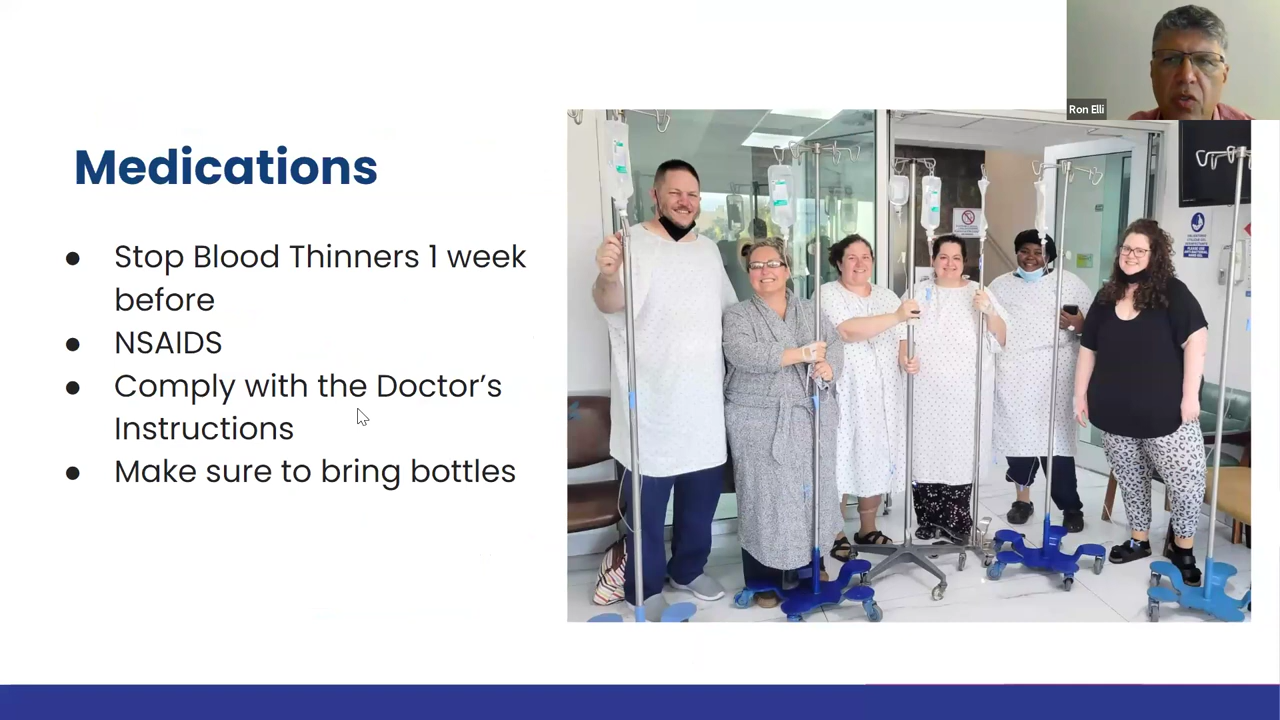 Ron Elli
Medications
● Stop Blood Thinners 1 week
before
● NSAIDS
● Comply with the Doctor's
Instructions
● Make sure to bring bottles